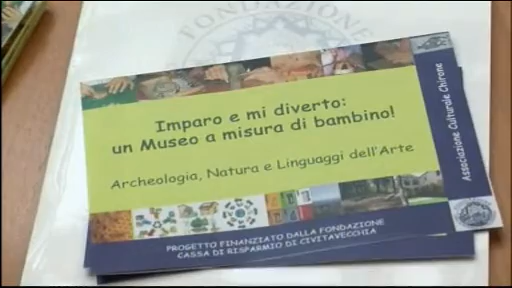 FONDAZIONE
Imparo e mi diverto:
un Museo a misura di bambino!
Archeologia, Natura e Linguaggi dell'Arte
PROGETTO FINANZIATO DALLA FONDAZIONE
CASSA DI RISPARMIO DI CIVITAVECCHIA
Associazione Culturale Chirone